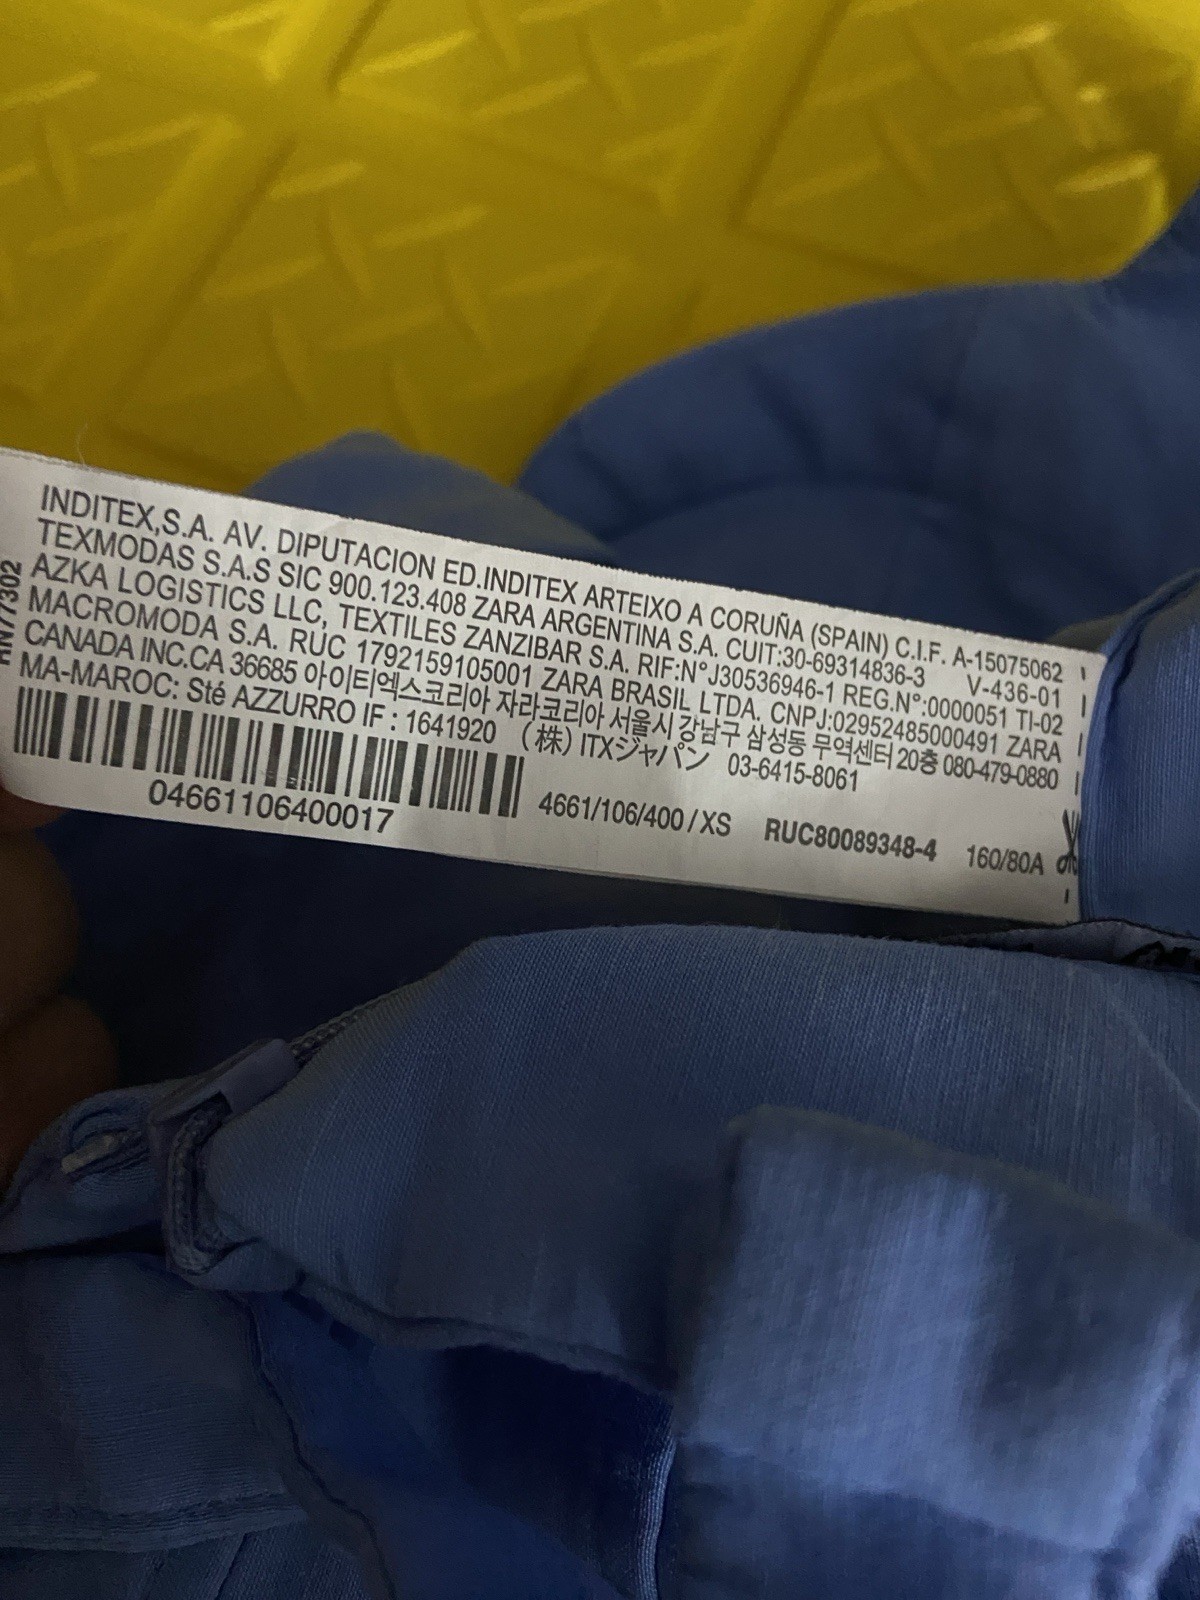 INDITEX,S.A. AV. DIPUTACION ED.INDITEX ARTEIXO A CORUÑA (SPAIN) C.I.F. A-15075062
TEXMODAS S.A.S SIC 900.123.408 ZARA ARGENTINA S.A. CUIT:30-69314836-3 V-436-01
AZKA LOGISTICS LLC, TEXTILES ZANZIBAR S.A. RIF:N°J30536946-1 REG.N°:0000051 TI-02
MACROMODA S.A. RUC 1792159105001 ZARA BRASIL LTDA. CNPJ:02952485000491 ZARA
CANADA INC.CA 36685 아이티엑스코리아 자라코리아 서울시 강남구 삼성동 무역센터 20층 080-479-0880
MA-MAROC: Sté AZZURRO IF : 1641920 (株) ITXジャパン 03-6415-8061
04661106400017
4661/106/400 / XS RUC80089348-4 160/80A
RN77302